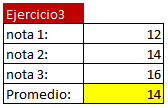 Ejercicio3
nota 1: 12
nota 2: 14
nota 3: 16
Promedio: 14